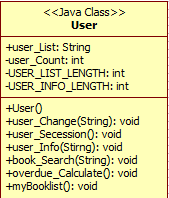 <<Java Class>>
User
+user_List: String
-user_Count: int
-USER_LIST_LENGTH: int
-USER_INFO_LENGTH: int
+User()
+user_Change(String): void
+user_Secession(): void
+user_Info(Stirng): void
+book_Search(String): void
+overdue_Calculate(): void
+myBooklist(): void